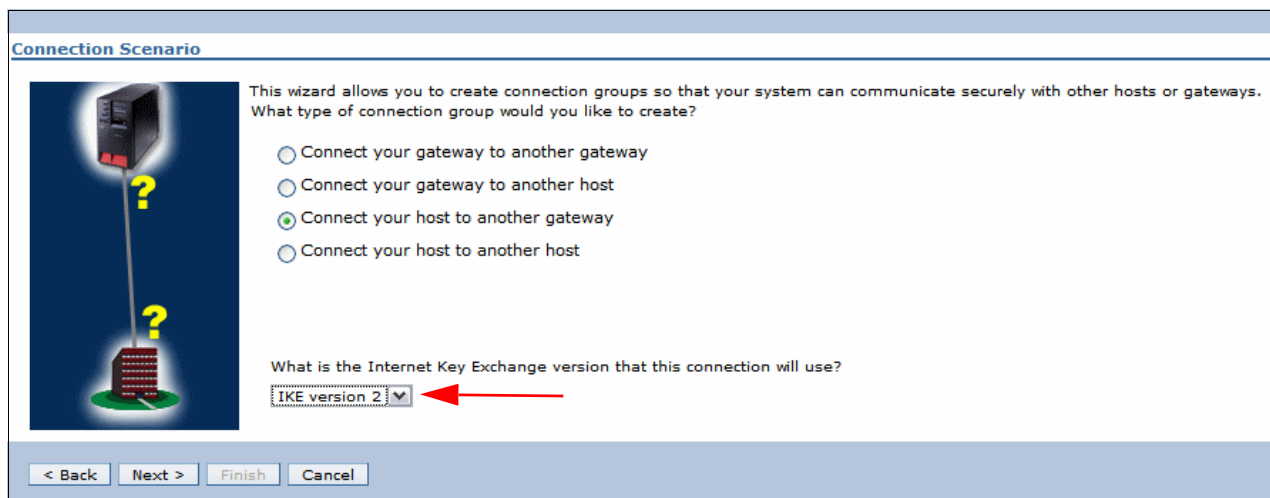 Connection Scenario
This wizard allows you to create connection groups so that your system can communicate securely with other hosts or gateways.
What type of connection group would you like to create?
Connect your gateway to another gateway
Connect your gateway to another host
Connect your host to another gateway
Connect your host to another host
?
?
What is the Internet Key Exchange version that this connection will use?
IKE version 2
< Back Next > Finish Cancel